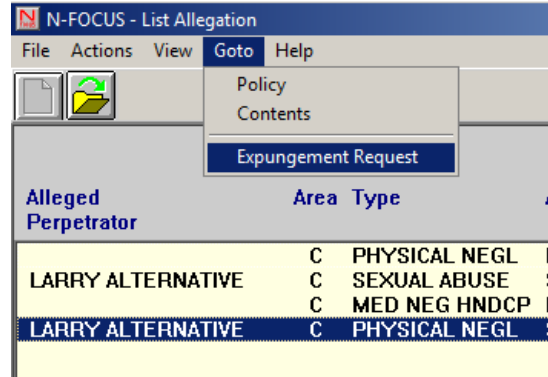 N-FOCUS - List Allegation
File Actions View Goto Help
Policy
Contents
Expungement Request
Alleged
Perpetrator Area Type
C PHYSICAL NEGL
LARRY ALTERNATIVE C SEXUAL ABUSE
C MED NEG HNDCP
LARRY ALTERNATIVE C PHYSICAL NEGL